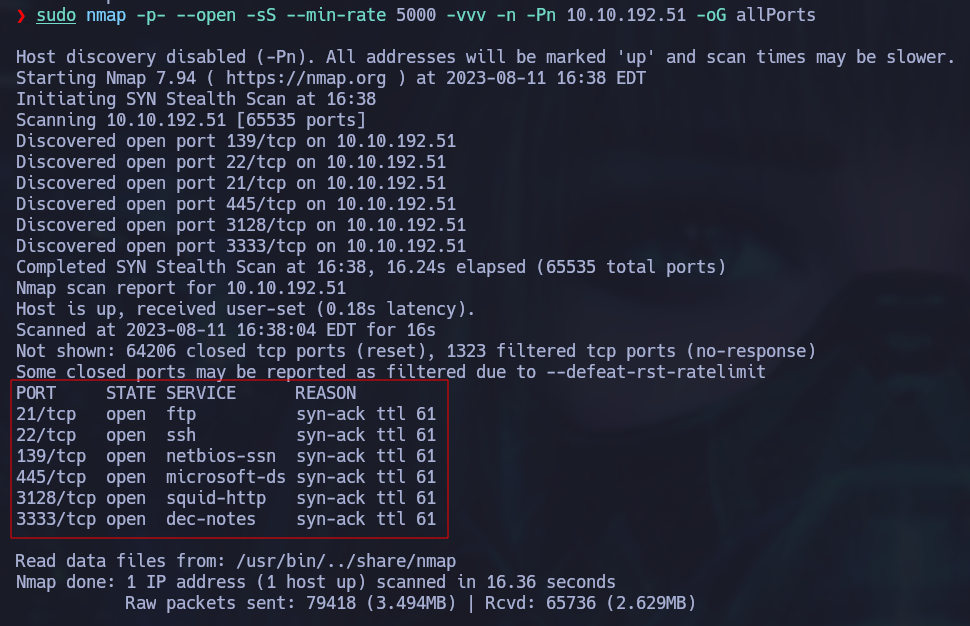 ❯ sudo nmap -p- --open -sS --min-rate 5000 -vvv -n -Pn 10.10.192.51 -oG allPorts
Host discovery disabled (-Pn). All addresses will be marked 'up' and scan times may be slower.
Starting Nmap 7.94 ( https://nmap.org ) at 2023-08-11 16:38 EDT
Initiating SYN Stealth Scan at 16:38
Scanning 10.10.192.51 [65535 ports]
Discovered open port 139/tcp on 10.10.192.51
Discovered open port 22/tcp on 10.10.192.51
Discovered open port 21/tcp on 10.10.192.51
Discovered open port 445/tcp on 10.10.192.51
Discovered open port 3128/tcp on 10.10.192.51
Discovered open port 3333/tcp on 10.10.192.51
Completed SYN Stealth Scan at 16:38, 16.24s elapsed (65535 total ports)
Nmap scan report for 10.10.192.51
Host is up, received user-set (0.18s latency).
Scanned at 2023-08-11 16:38:04 EDT for 16s
Not shown: 64206 closed tcp ports (reset), 1323 filtered tcp ports (no-response)
Some closed ports may be reported as filtered due to --defeat-rst-ratelimit
PORT     STATE SERVICE      REASON
21/tcp   open  ftp          syn-ack ttl 61
22/tcp   open  ssh          syn-ack ttl 61
139/tcp  open  netbios-ssn  syn-ack ttl 61
445/tcp  open  microsoft-ds syn-ack ttl 61
3128/tcp open  squid-http   syn-ack ttl 61
3333/tcp open  dec-notes    syn-ack ttl 61
Read data files from: /usr/bin/../share/nmap
Nmap done: 1 IP address (1 host up) scanned in 16.36 seconds
Raw packets sent: 79418 (3.494MB) | Rcvd: 65736 (2.629MB)